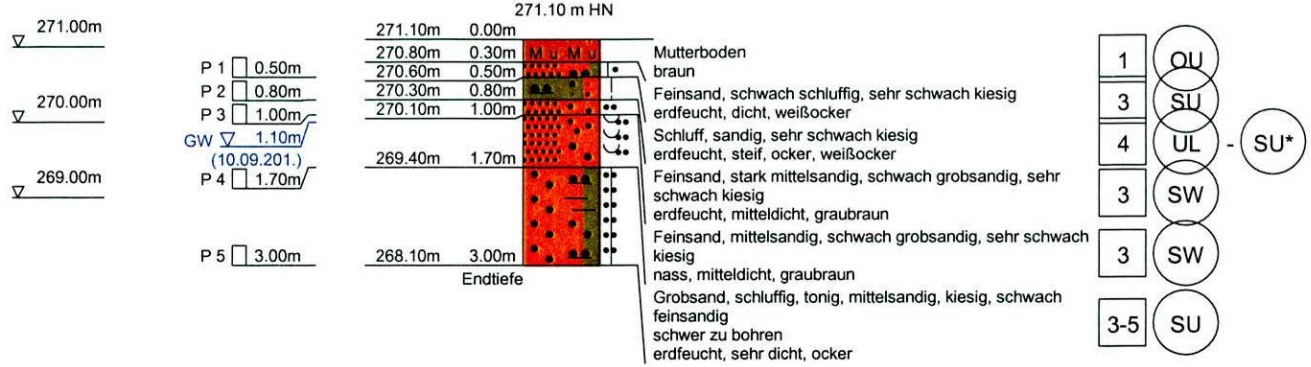 271.10 m HN
271.00m
270.00m
269.00m
P 1 0.50m
P 2 0.80m
P 3 1.00m
GW 1.10m
(10.09.201.)
P 4 1.70m
P 5 3.00m
271.10m 0.00m
270.80m 0.30m
270.60m 0.50m
270.30m 0.80m
270.10m 1.00m
269.40m 1.70m
268.10m 3.00m
Endtiefe
M u M u
Mutterboden
braun
Feinsand, schwach schluffig, sehr schwach kiesig
erdfeucht, dicht, weißocker
Schluff, sandig, sehr schwach kiesig
erdfeucht, steif, ocker, weißocker
Feinsand, stark mittelsandig, schwach grobsandig, sehr
schwach kiesig
erdfeucht, mitteldicht, graubraun
Feinsand, mittelsandig, schwach grobsandig, sehr schwach
kiesig
nass, mitteldicht, graubraun
Grobsand, schluffig, tonig, mittelsandig, kiesig, schwach
feinsandig
schwer zu bohren
erdfeucht, sehr dicht, ocker
1 OU
3 SU
4 UL - SU*
3 SW
3 SW
3-5 SU